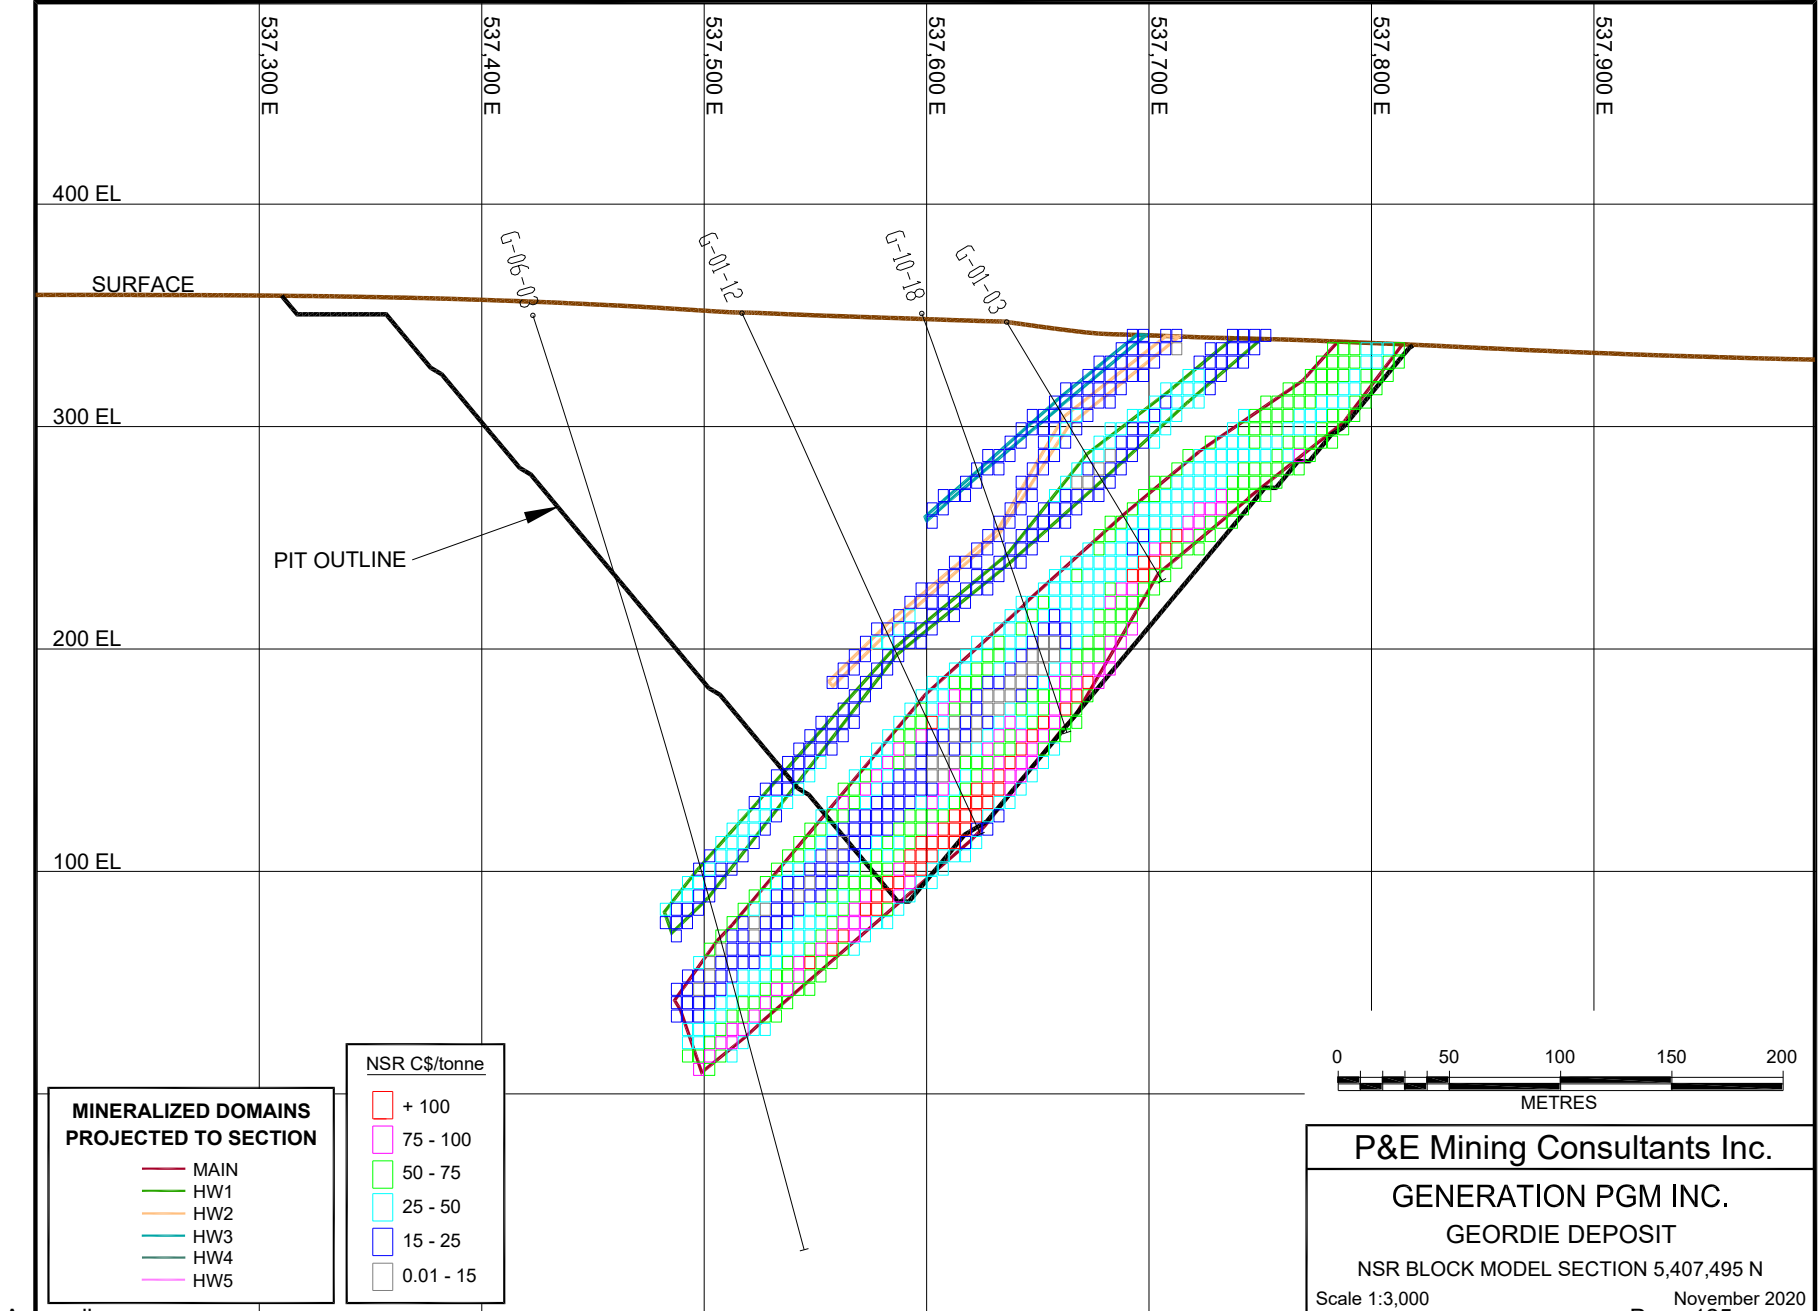 537,300 E
537,400 E
537,500 E
537,600 E
537,700 E
537,800 E
537,900 E
400 EL
SURFACE
G-06-03
G-01-12
G-10-18
G-01-03
300 EL
PIT OUTLINE
200 EL
100 EL
MINERALIZED DOMAINS
PROJECTED TO SECTION
MAIN
HW1
HW2
HW3
HW4
HW5
NSR C$/tonne
+ 100
75 - 100
50 - 75
25 - 50
15 - 25
0.01 - 15
0 50 100 150 200
METRES
P&E Mining Consultants Inc.
GENERATION PGM INC.
GEORDIE DEPOSIT
NSR BLOCK MODEL SECTION 5,407,495 N
Scale 1:3,000 November 2020